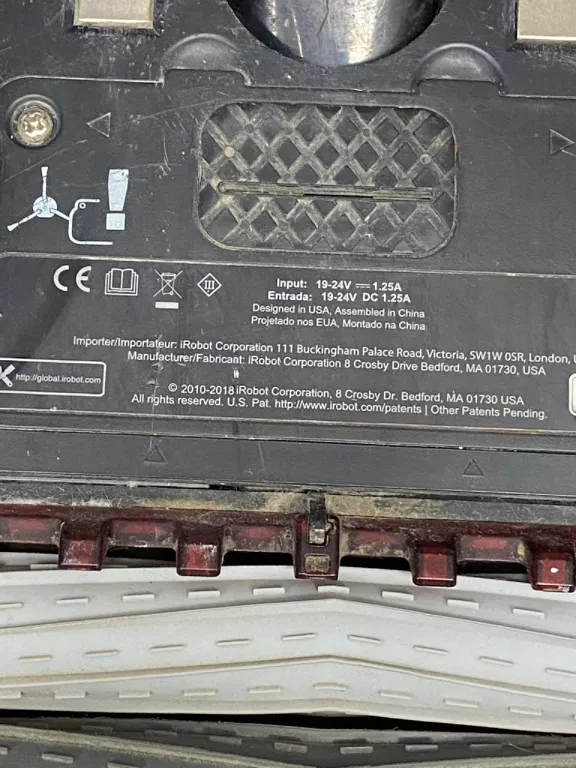 CE
III
Input: 19-24V ⎓ 1.25A
Entrada: 19-24V DC 1.25A
Designed in USA, Assembled in China
Projetado nos EUA, Montado na China
Importer/Importateur: iRobot Corporation 111 Buckingham Palace Road, Victoria, SW1W 0SR, London,
Manufacturer/Fabricant: iRobot Corporation 8 Crosby Drive Bedford, MA 01730, USA
http://global.irobot.com
© 2010-2018 iRobot Corporation, 8 Crosby Dr. Bedford, MA 01730 USA
All rights reserved. U.S. Pat. http://www.irobot.com/patents | Other Patents Pending.